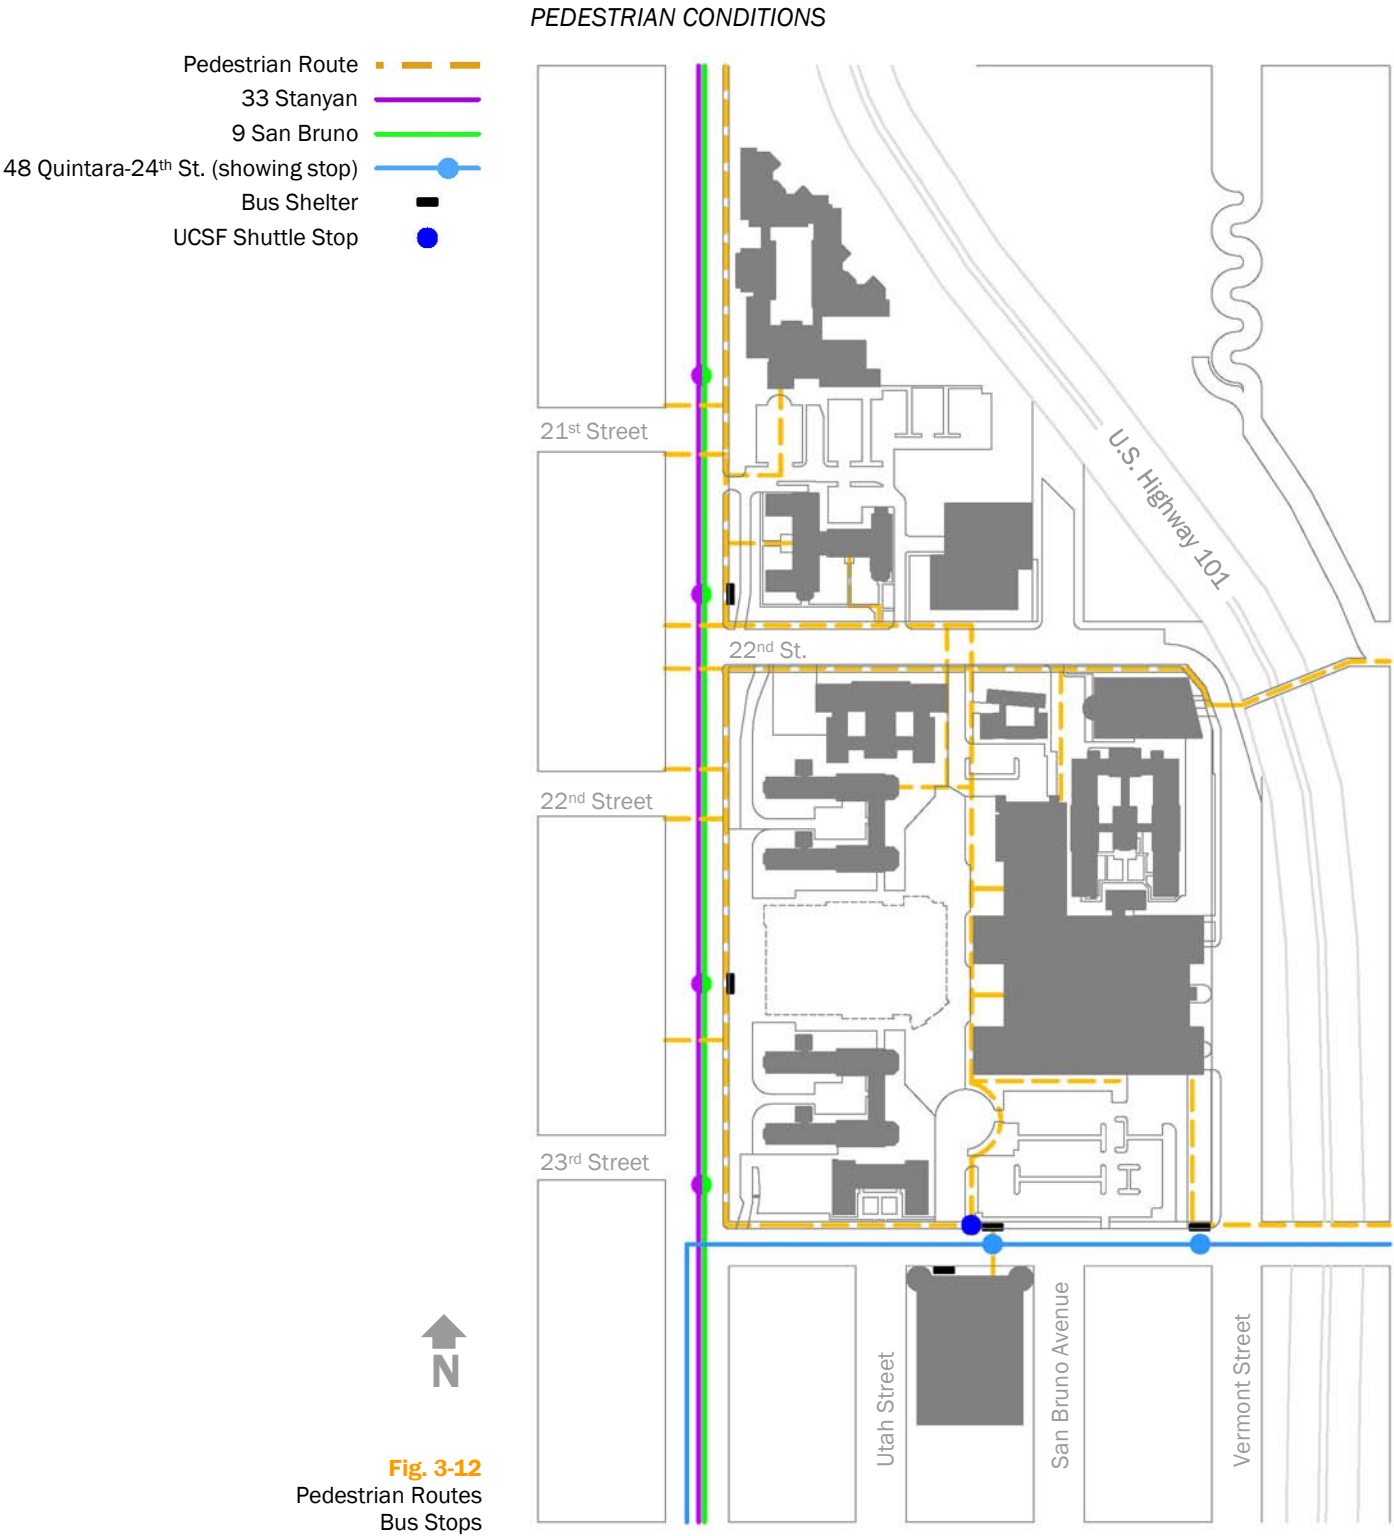 PEDESTRIAN CONDITIONS
Pedestrian Route
33 Stanyan
9 San Bruno
48 Quintara-24th St. (showing stop)
Bus Shelter
UCSF Shuttle Stop
21st Street
U.S. Highway 101
22nd St.
22nd Street
23rd Street
N
Utah Street
San Bruno Avenue
Vermont Street
Fig. 3-12
Pedestrian Routes
Bus Stops